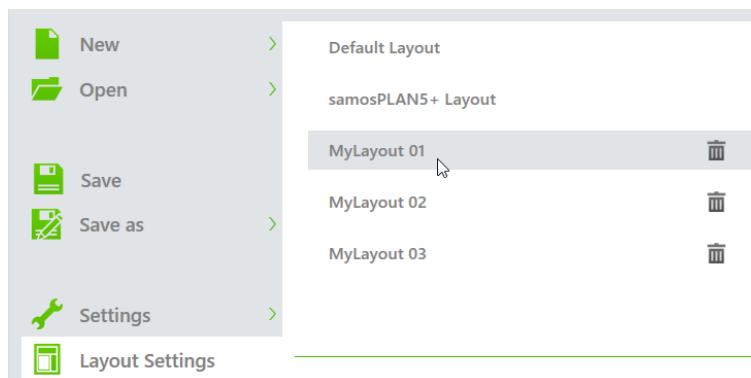 New
Open
Save
Save as
Settings
Layout Settings
Default Layout
samosPLAN5+ Layout
MyLayout 01
MyLayout 02
MyLayout 03